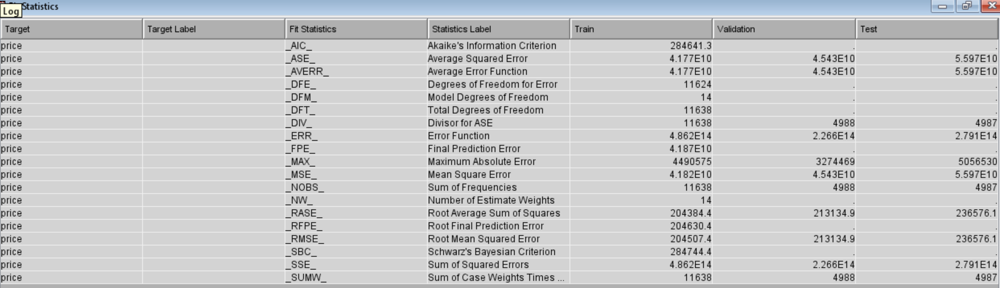 Log Statistics
Target Target Label Fit Statistics Statistics Label Train Validation Test
price _AIC_ Akaike's Information Criterion 284641.3 . .
price _ASE_ Average Squared Error 4.177E10 4.543E10 5.597E10
price _AVERR_ Average Error Function 4.177E10 4.543E10 5.597E10
price _DFE_ Degrees of Freedom for Error 11624 . .
price _DFM_ Model Degrees of Freedom 14 . .
price _DFT_ Total Degrees of Freedom 11638 . .
price _DIV_ Divisor for ASE 11638 4988 4987
price _ERR_ Error Function 4.862E14 2.266E14 2.791E14
price _FPE_ Final Prediction Error 4.187E10 . .
price _MAX_ Maximum Absolute Error 4490575 3274469 5056530
price _MSE_ Mean Square Error 4.182E10 4.543E10 5.597E10
price _NOBS_ Sum of Frequencies 11638 4988 4987
price _NW_ Number of Estimate Weights 14 . .
price _RASE_ Root Average Sum of Squares 204384.4 213134.9 236576.1
price _RFPE_ Root Final Prediction Error 204630.4 . .
price _RMSE_ Root Mean Squared Error 204507.4 213134.9 236576.1
price _SBC_ Schwarz's Bayesian Criterion 284744.4 . .
price _SSE_ Sum of Squared Errors 4.862E14 2.266E14 2.791E14
price _SUMW_ Sum of Case Weights Times ... 11638 4988 4987